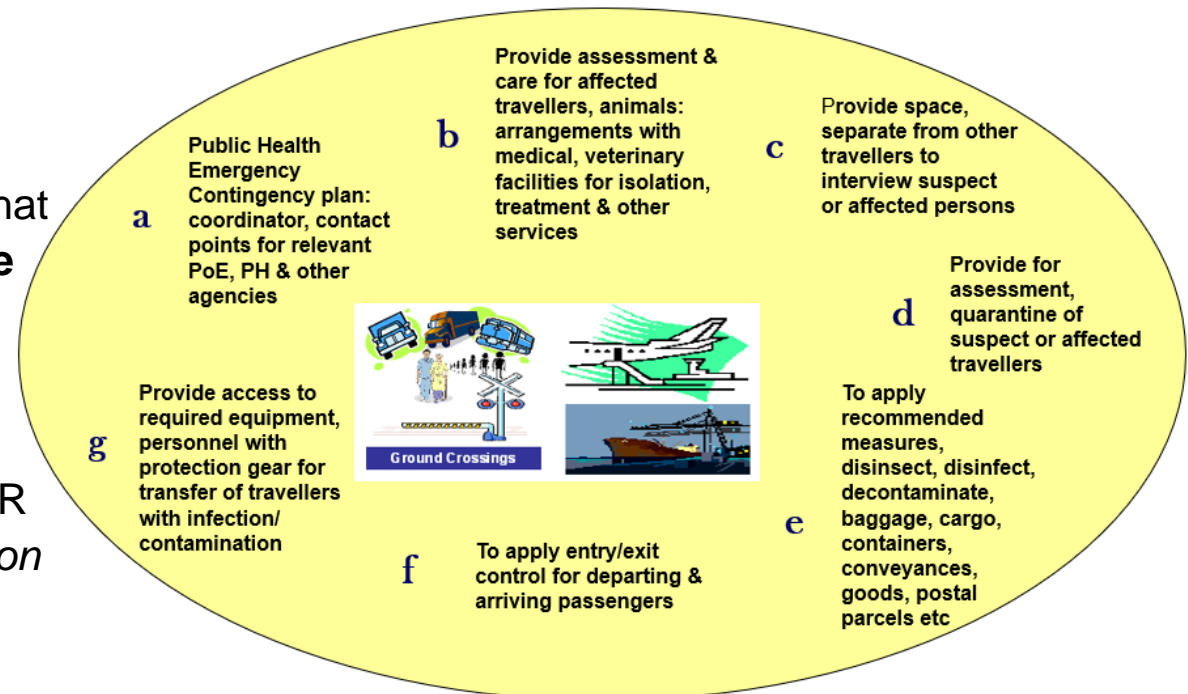 hat
e
R
on
a
Public Health
Emergency
Contingency plan:
coordinator, contact
points for relevant
PoE, PH & other
agencies
b
Provide assessment &
care for affected
travellers, animals:
arrangements with
medical, veterinary
facilities for isolation,
treatment & other
services
c
Provide space,
separate from other
travellers to
interview suspect
or affected persons
d
Provide for
assessment,
quarantine of
suspect or affected
travellers
e
To apply
recommended
measures,
disinsect, disinfect,
decontaminate,
baggage, cargo,
containers,
conveyances,
goods, postal
parcels etc
f
To apply entry/exit
control for departing &
arriving passengers
g
Provide access to
required equipment,
personnel with
protection gear for
transfer of travellers
with infection/
contamination
Ground Crossings